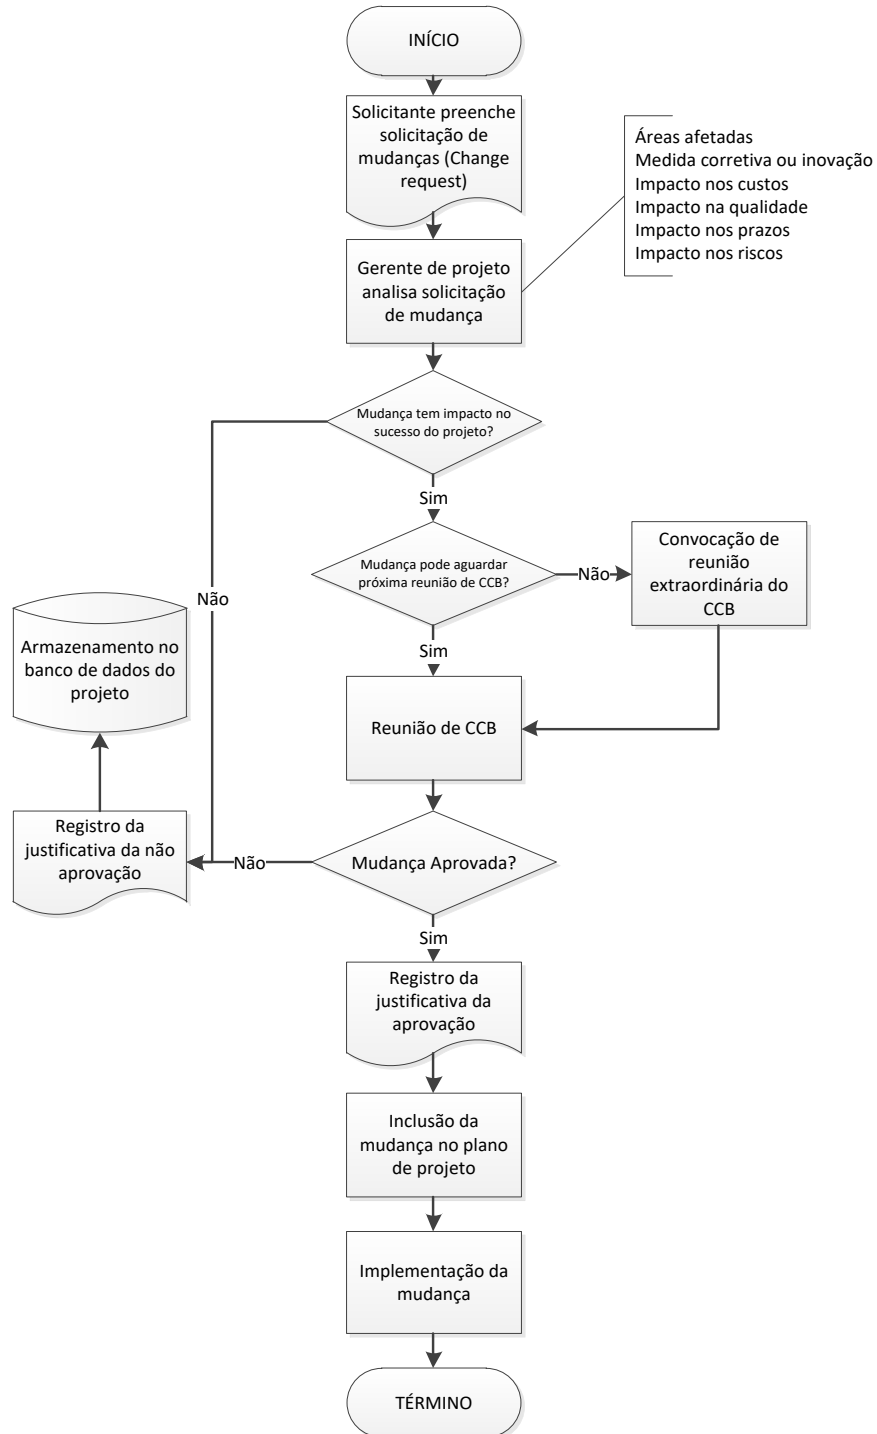 INÍCIO
Solicitante preenche
solicitação de
mudanças (Change
request)
Áreas afetadas
Medida corretiva ou inovação
Impacto nos custos
Impacto na qualidade
Impacto nos prazos
Impacto nos riscos
Gerente de projeto
analisa solicitação
de mudança
Mudança tem impacto no
sucesso do projeto?
Sim
Mudança pode aguardar
próxima reunião de CCB?
Não
Convocação de
reunião
extraordinária do
CCB
Não
Sim
Armazenamento no
banco de dados do
projeto
Reunião de CCB
Registro da
justificativa da não
aprovação
Não
Mudança Aprovada?
Sim
Registro da
justificativa da
aprovação
Inclusão da
mudança no plano
de projeto
Implementação da
mudança
TÉRMINO